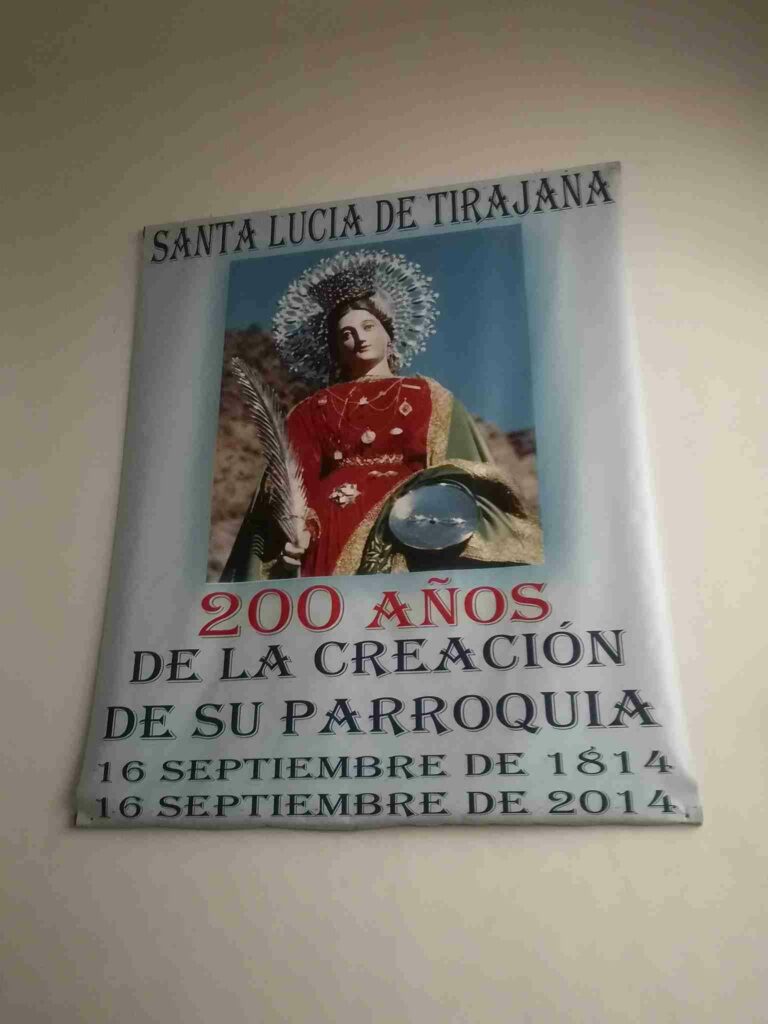 SANTA LUCIA DE TIRAJANA
200 AÑOS
DE LA CREACIÓN
DE SU PARROQUIA
16 SEPTIEMBRE DE 1814
16 SEPTIEMBRE DE 2014